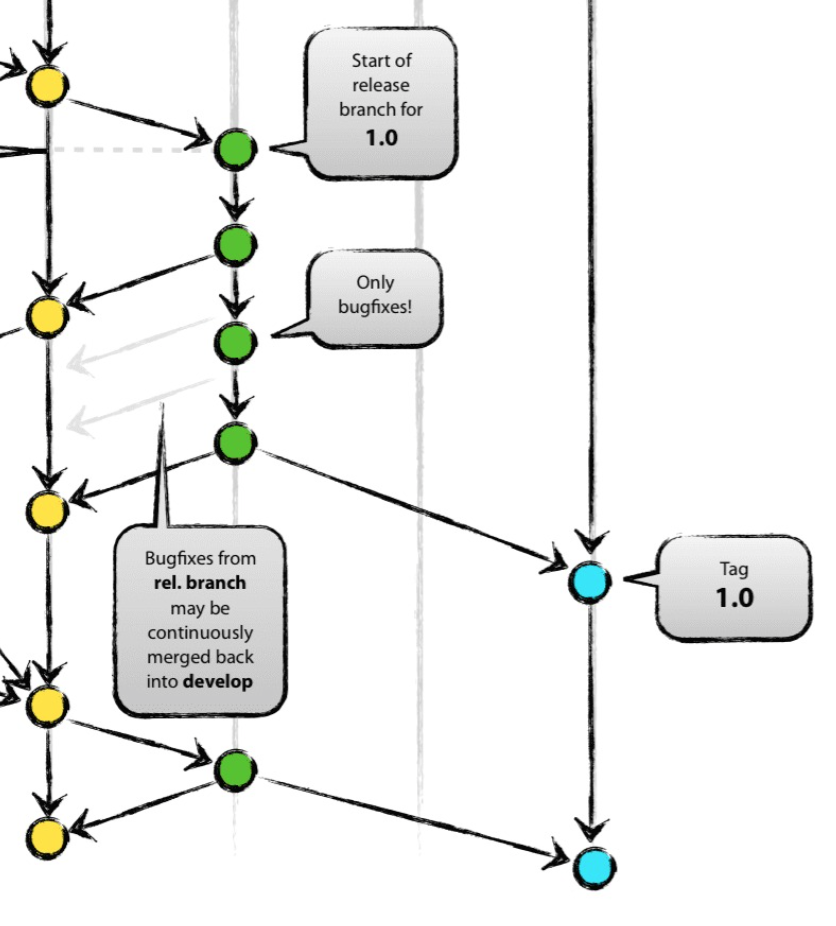 Start of
release
branch for
1.0
Only
bugfixes!
Bugfixes from
rel. branch
may be
continuously
merged back
into develop
Tag
1.0